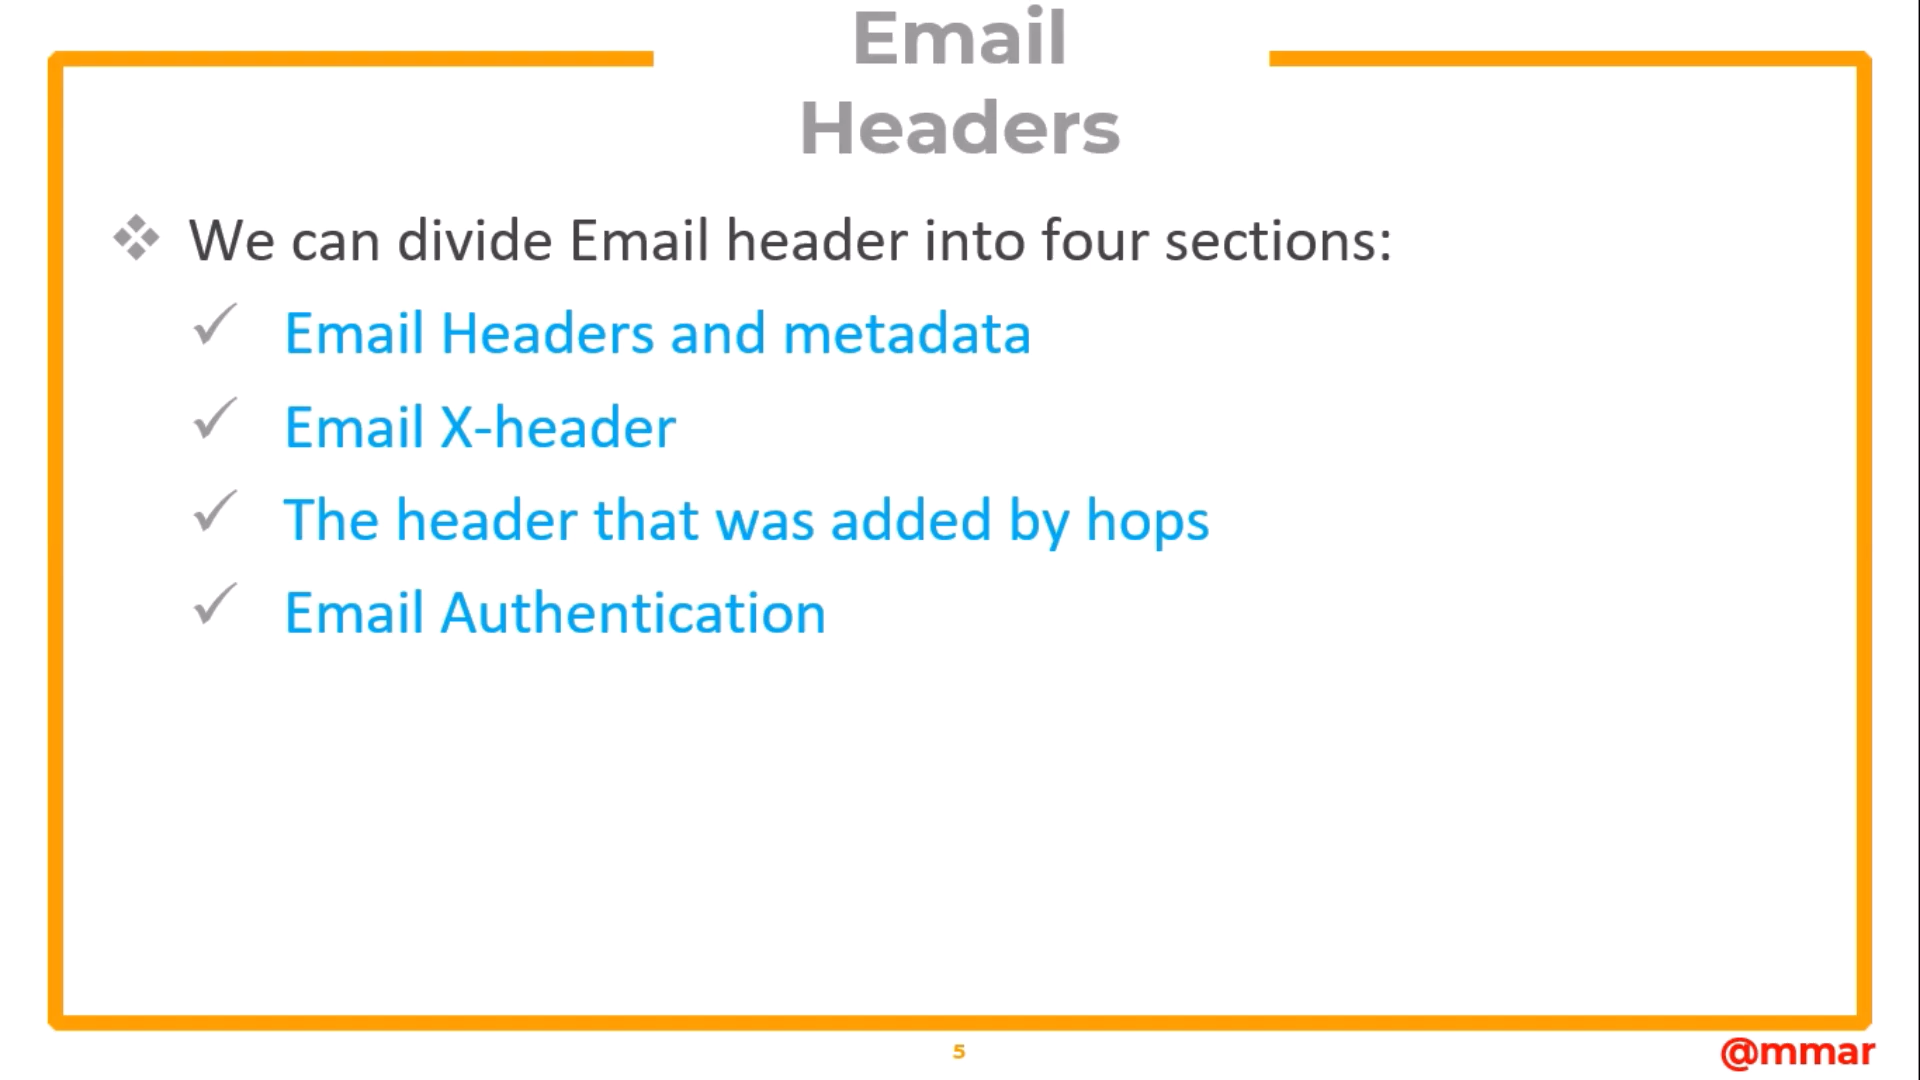 Email
Headers
We can divide Email header into four sections:
Email Headers and metadata
Email X-header
The header that was added by hops
Email Authentication
5
@mmar